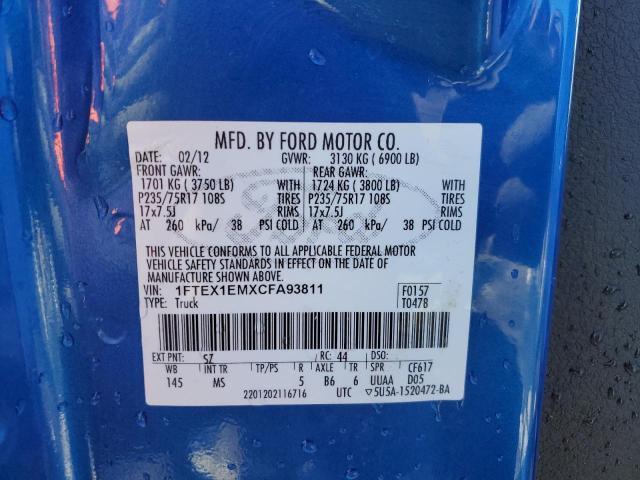 MFD. BY FORD MOTOR CO.
DATE: 02/12 GVWR: 3130 KG ( 6900 LB)
FRONT GAWR: REAR GAWR:
1701 KG ( 3750 LB) WITH 1724 KG ( 3800 LB) WITH
P235/75R17 108S TIRES P235/75R17 108S TIRES
17x7.5J RIMS 17x7.5J RIMS
AT 260 kPa/ 38 PSI COLD AT 260 kPa/ 38 PSI COLD
THIS VEHICLE CONFORMS TO ALL APPLICABLE FEDERAL MOTOR
VEHICLE SAFETY STANDARDS IN EFFECT ON THE DATE OF
MANUFACTURE SHOWN ABOVE.
VIN: 1FTEX1EMXCFA93811 F0157
TYPE: Truck T0478
EXT PNT: SZ RC: 44 DSO:
WB INT TR TP/PS R AXLE TR SPR CF617
145 MS 5 B6 6 UUAA D05
2201202116716 UTC ▽5U5A-1520472-BA